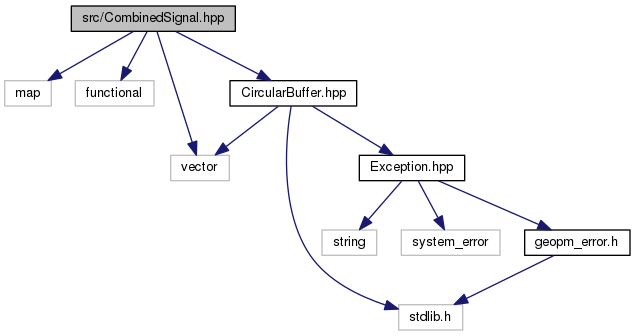 src/CombinedSignal.hpp
map
functional
CircularBuffer.hpp
vector
Exception.hpp
string
system_error
geopm_error.h
stdlib.h